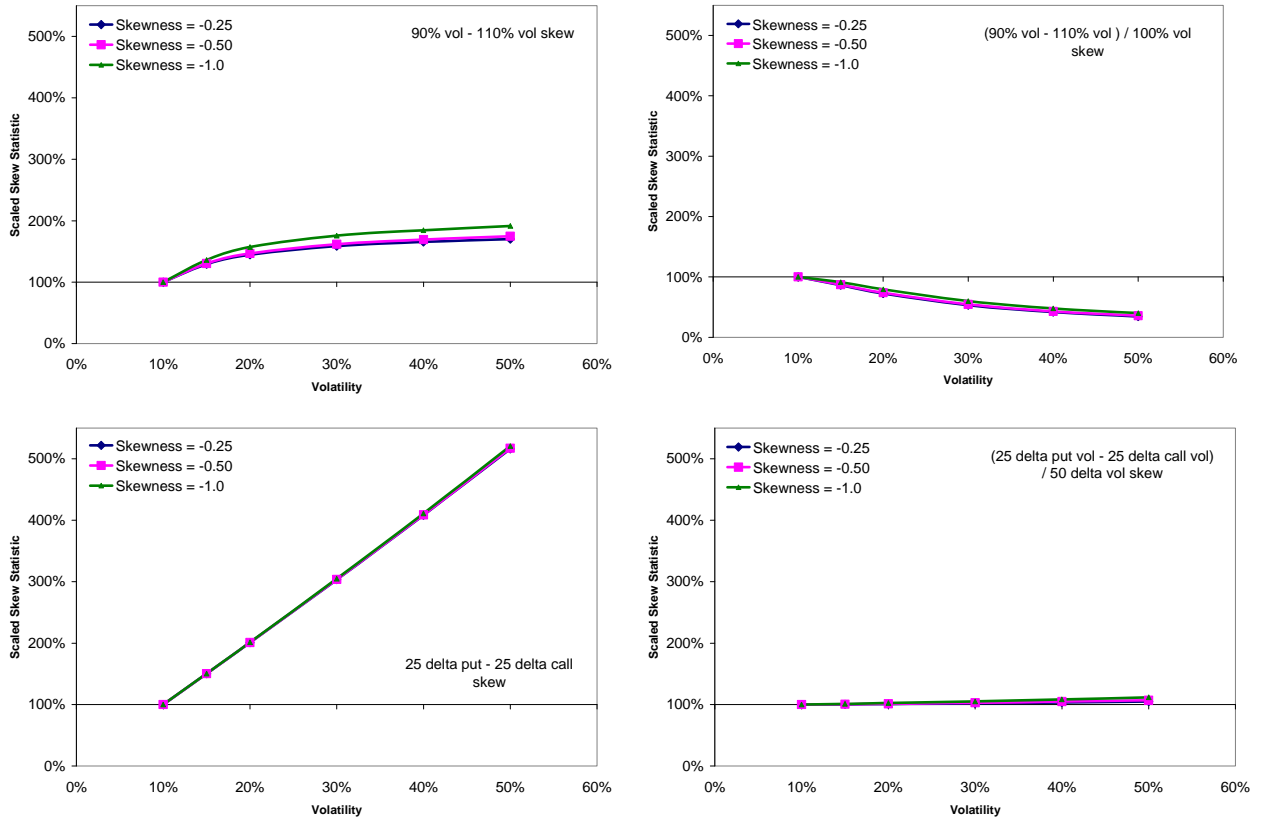 Skewness = -0.25
Skewness = -0.50
Skewness = -1.0
90% vol - 110% vol skew
Scaled Skew Statistic
500%
400%
300%
200%
100%
0%
0% 10% 20% 30% 40% 50% 60%
Volatility
Skewness = -0.25
Skewness = -0.50
Skewness = -1.0
(90% vol - 110% vol ) / 100% vol
skew
Scaled Skew Statistic
500%
400%
300%
200%
100%
0%
0% 10% 20% 30% 40% 50% 60%
Volatility
Skewness = -0.25
Skewness = -0.50
Skewness = -1.0
25 delta put - 25 delta call
skew
Scaled Skew Statistic
500%
400%
300%
200%
100%
0%
0% 10% 20% 30% 40% 50% 60%
Volatility
Skewness = -0.25
Skewness = -0.50
Skewness = -1.0
(25 delta put vol - 25 delta call vol)
/ 50 delta vol skew
Scaled Skew Statistic
500%
400%
300%
200%
100%
0%
0% 10% 20% 30% 40% 50% 60%
Volatility